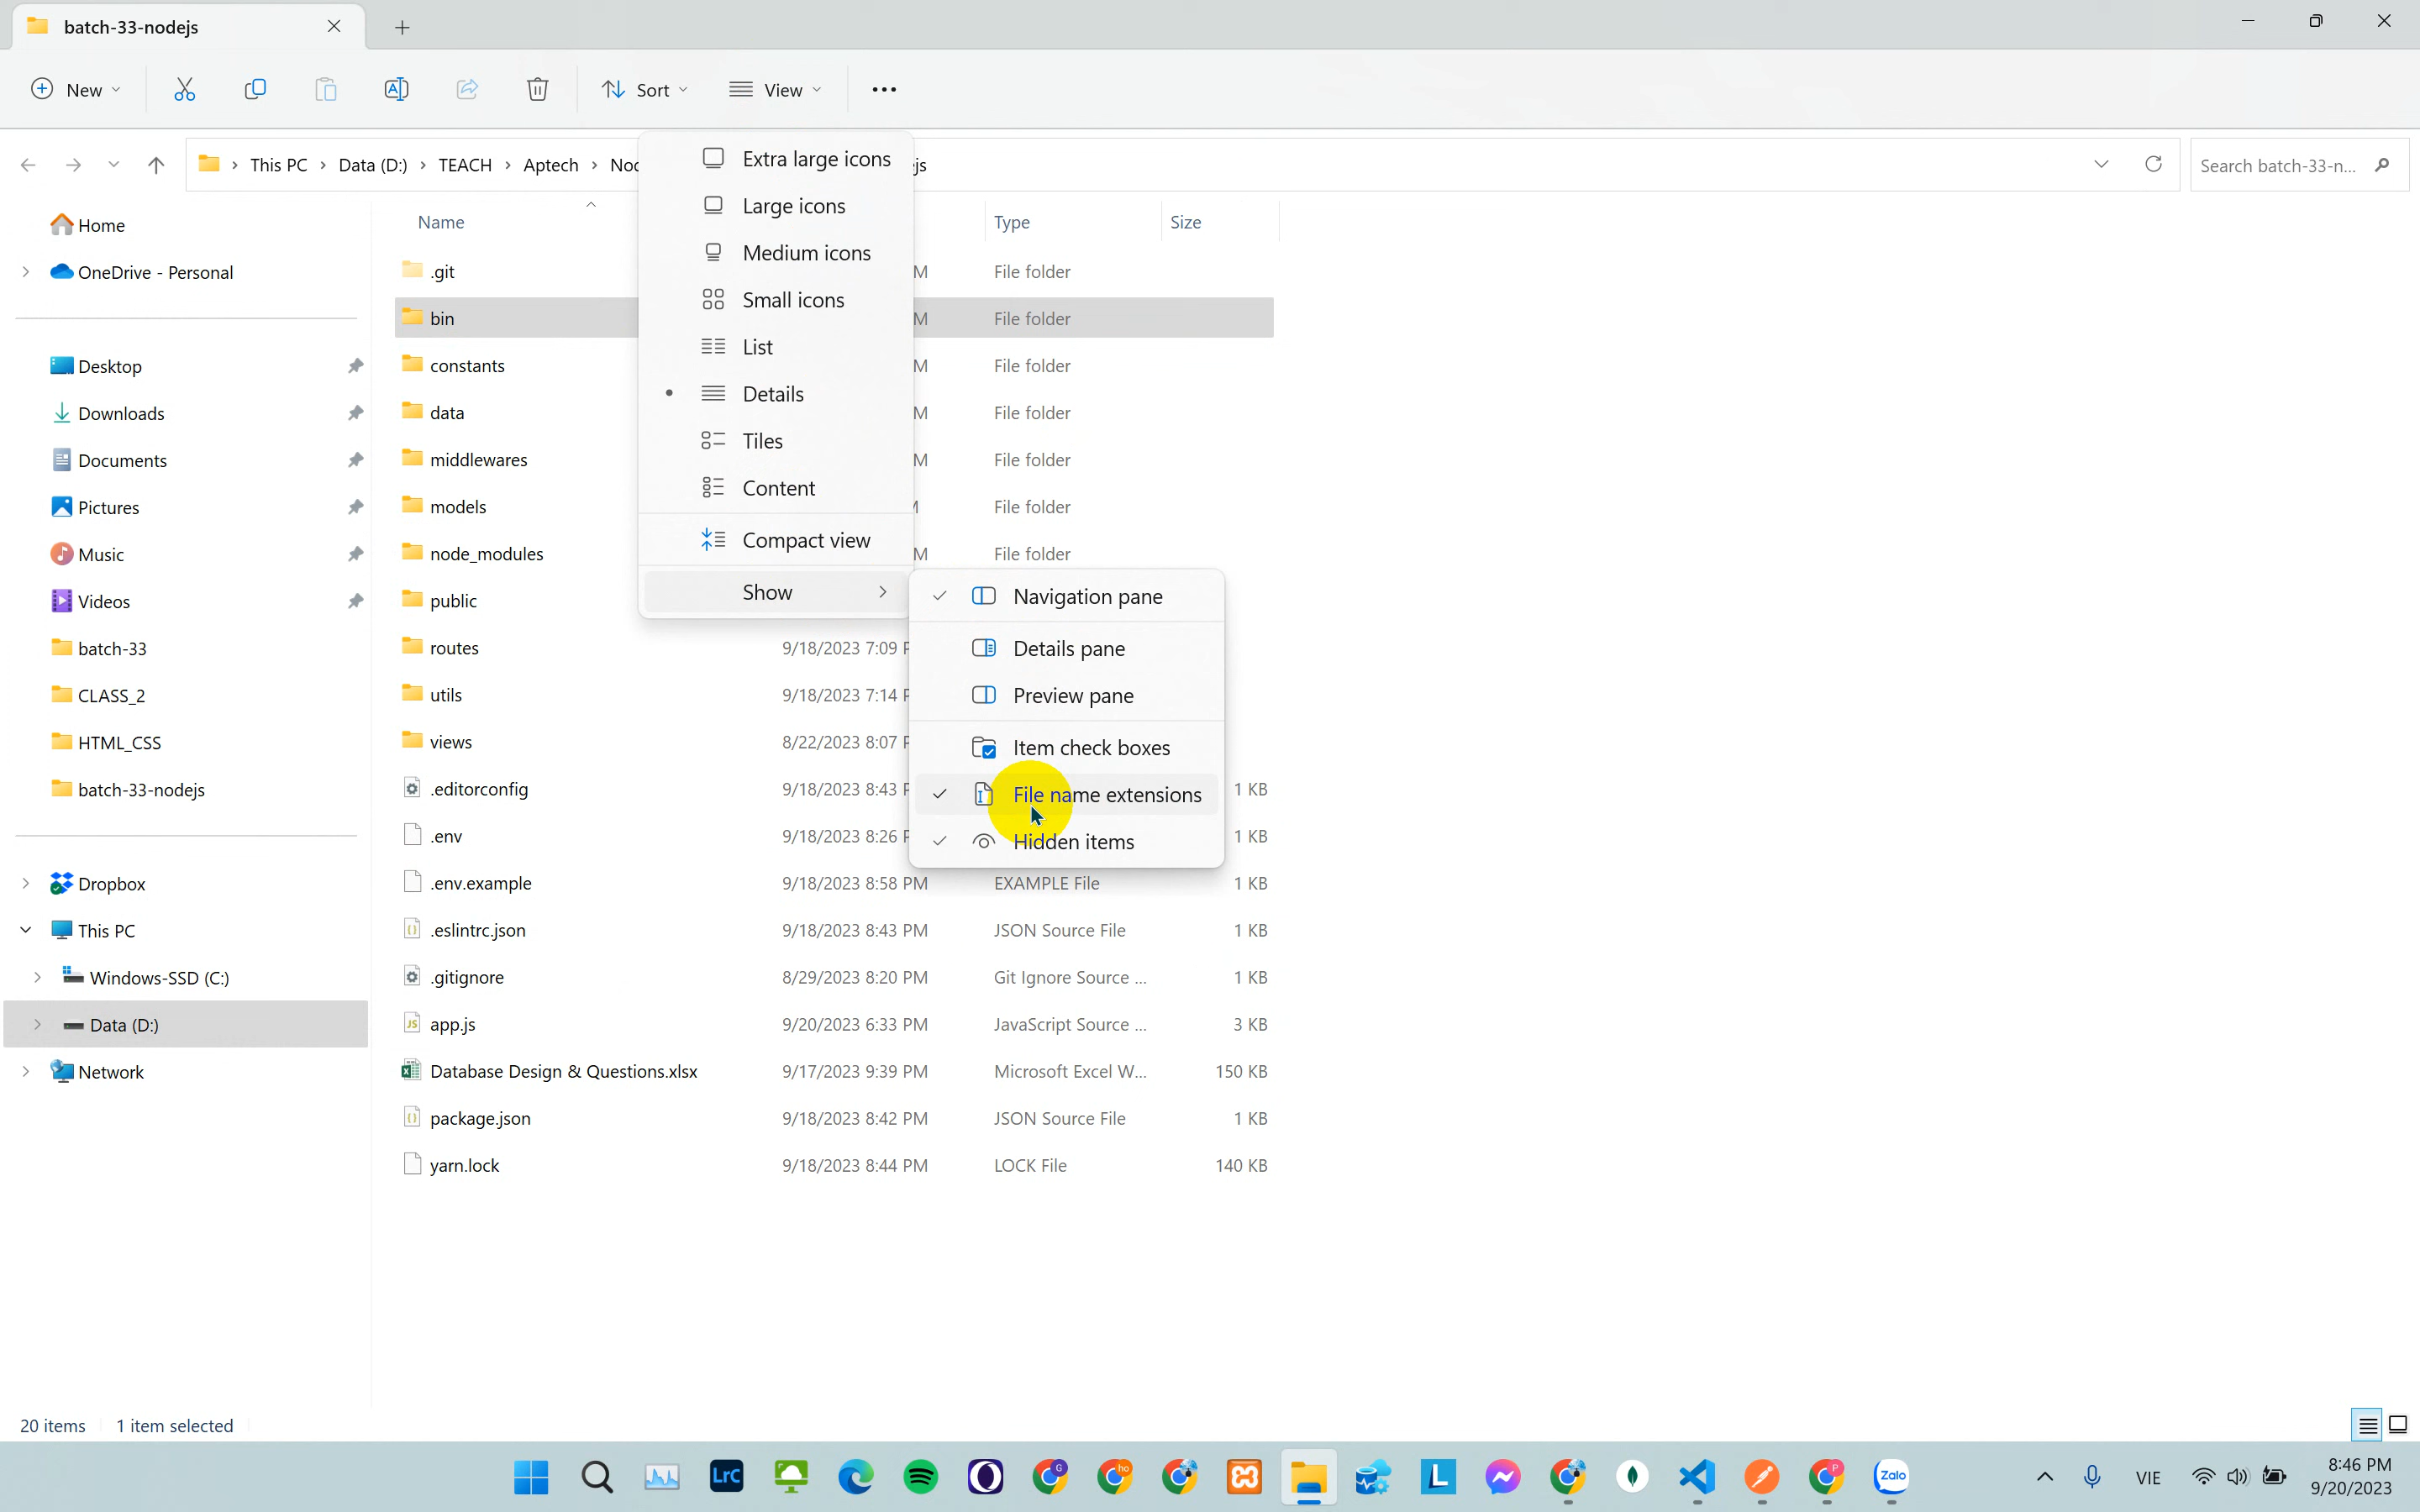 batch-33-nodejs
New
Sort
View
This PC
Data (D:)
TEACH
Aptech
js
Search batch-33-n...
Home
OneDrive - Personal
Desktop
Downloads
Documents
Pictures
Music
Videos
batch-33
CLASS_2
HTML_CSS
batch-33-nodejs
Dropbox
This PC
Windows-SSD (C:)
Data (D:)
Network
Name Type Size
.git M File folder
bin M File folder
constants M File folder
data M File folder
middlewares M File folder
models File folder
node_modules M File folder
public
routes 9/18/2023 7:09
utils 9/18/2023 7:14
views 8/22/2023 8:07
.editorconfig 9/18/2023 8:43 1 KB
.env 9/18/2023 8:26 1 KB
.env.example 9/18/2023 8:58 PM EXAMPLE File 1 KB
.eslintrc.json 9/18/2023 8:43 PM JSON Source File 1 KB
.gitignore 8/29/2023 8:20 PM Git Ignore Source ... 1 KB
app.js 9/20/2023 6:33 PM JavaScript Source ... 3 KB
Database Design & Questions.xlsx 9/17/2023 9:39 PM Microsoft Excel W... 150 KB
package.json 9/18/2023 8:42 PM JSON Source File 1 KB
yarn.lock 9/18/2023 8:44 PM LOCK File 140 KB
Extra large icons
Large icons
Medium icons
Small icons
List
Details
Tiles
Content
Compact view
Show
Navigation pane
Details pane
Preview pane
Item check boxes
File name extensions
Hidden items
20 items
1 item selected
LrC
G
ho
L
P
Zalo
VIE
8:46 PM
9/20/2023